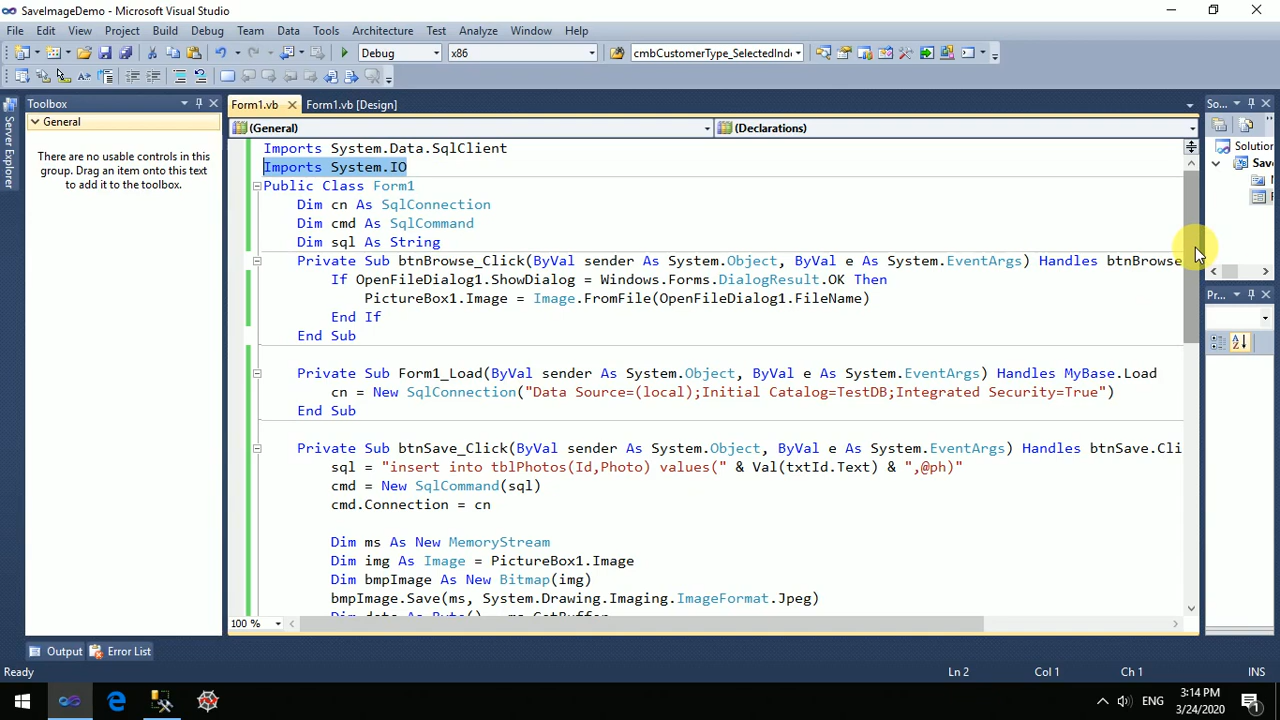 SaveImageDemo - Microsoft Visual Studio
File Edit View Project Build Debug Team Data Tools Architecture Test Analyze Window Help
Debug x86 cmbCustomerType_SelectedInd
Toolbox
Form1.vb Form1.vb [Design]
So...
General
(General) (Declarations)
There are no usable controls in this
group. Drag an item onto this text
to add it to the toolbox.
Server Explorer
Imports System.Data.SqlClient
Imports System.IO
Public Class Form1
Dim cn As SqlConnection
Dim cmd As SqlCommand
Dim sql As String
Private Sub btnBrowse_Click(ByVal sender As System.Object, ByVal e As System.EventArgs) Handles btnBrowse
If OpenFileDialog1.ShowDialog = Windows.Forms.DialogResult.OK Then
PictureBox1.Image = Image.FromFile(OpenFileDialog1.FileName)
End If
End Sub
Private Sub Form1_Load(ByVal sender As System.Object, ByVal e As System.EventArgs) Handles MyBase.Load
cn = New SqlConnection("Data Source=(local);Initial Catalog=TestDB;Integrated Security=True")
End Sub
Private Sub btnSave_Click(ByVal sender As System.Object, ByVal e As System.EventArgs) Handles btnSave.Cli
sql = "insert into tblPhotos(Id,Photo) values(" & Val(txtId.Text) & ",@ph)"
cmd = New SqlCommand(sql)
cmd.Connection = cn
Dim ms As New MemoryStream
Dim img As Image = PictureBox1.Image
Dim bmpImage As New Bitmap(img)
bmpImage.Save(ms, System.Drawing.Imaging.ImageFormat.Jpeg)
100 %
Solution
Sav
Pr...
Output Error List
Ready Ln 2 Col 1 Ch 1 INS
ENG
3:14 PM
3/24/2020